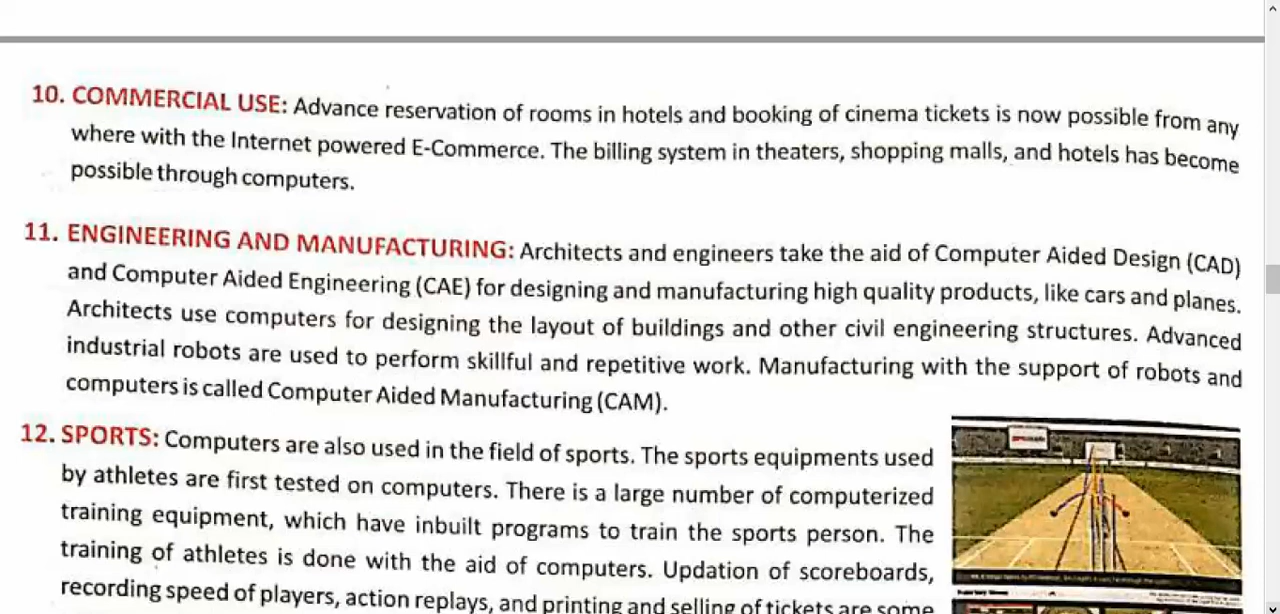 10. COMMERCIAL USE: Advance reservation of rooms in hotels and booking of cinema tickets is now possible from any
where with the Internet powered E-Commerce. The billing system in theaters, shopping malls, and hotels has become
possible through computers.
11. ENGINEERING AND MANUFACTURING: Architects and engineers take the aid of Computer Aided Design (CAD)
and Computer Aided Engineering (CAE) for designing and manufacturing high quality products, like cars and planes.
Architects use computers for designing the layout of buildings and other civil engineering structures. Advanced
industrial robots are used to perform skillful and repetitive work. Manufacturing with the support of robots and
computers is called Computer Aided Manufacturing (CAM).
12. SPORTS: Computers are also used in the field of sports. The sports equipments used
by athletes are first tested on computers. There is a large number of computerized
training equipment, which have inbuilt programs to train the sports person. The
training of athletes is done with the aid of computers. Updation of scoreboards,
recording speed of players, action replays, and printing and selling of tickets are some